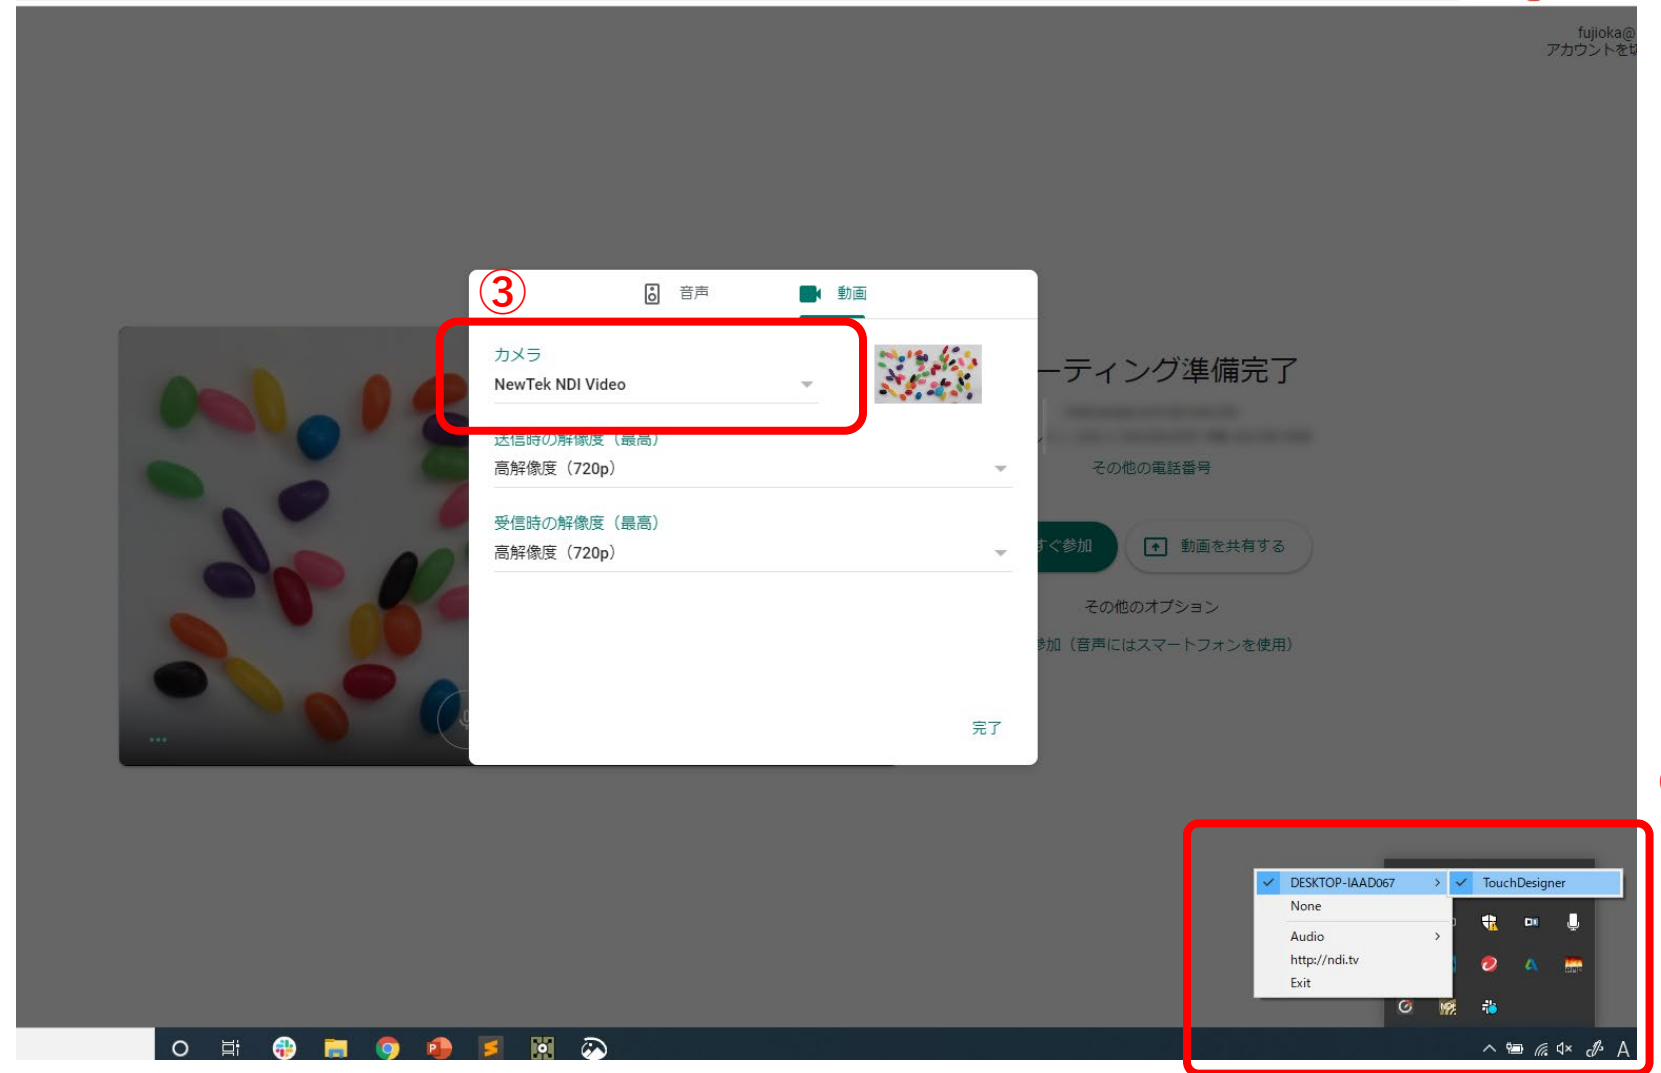 fujioka@
アカウントを
③
音声
動画
カメラ
NewTek NDI Video
送信時の解像度（最高）
高解像度（720p）
受信時の解像度（最高）
高解像度（720p）
完了
ーティング準備完了
その他の電話番号
すぐ参加
動画を共有する
その他のオプション
参加（音声にはスマートフォンを使用）
DESKTOP-IAAD067
TouchDesigner
None
Audio
http://ndi.tv
Exit
A